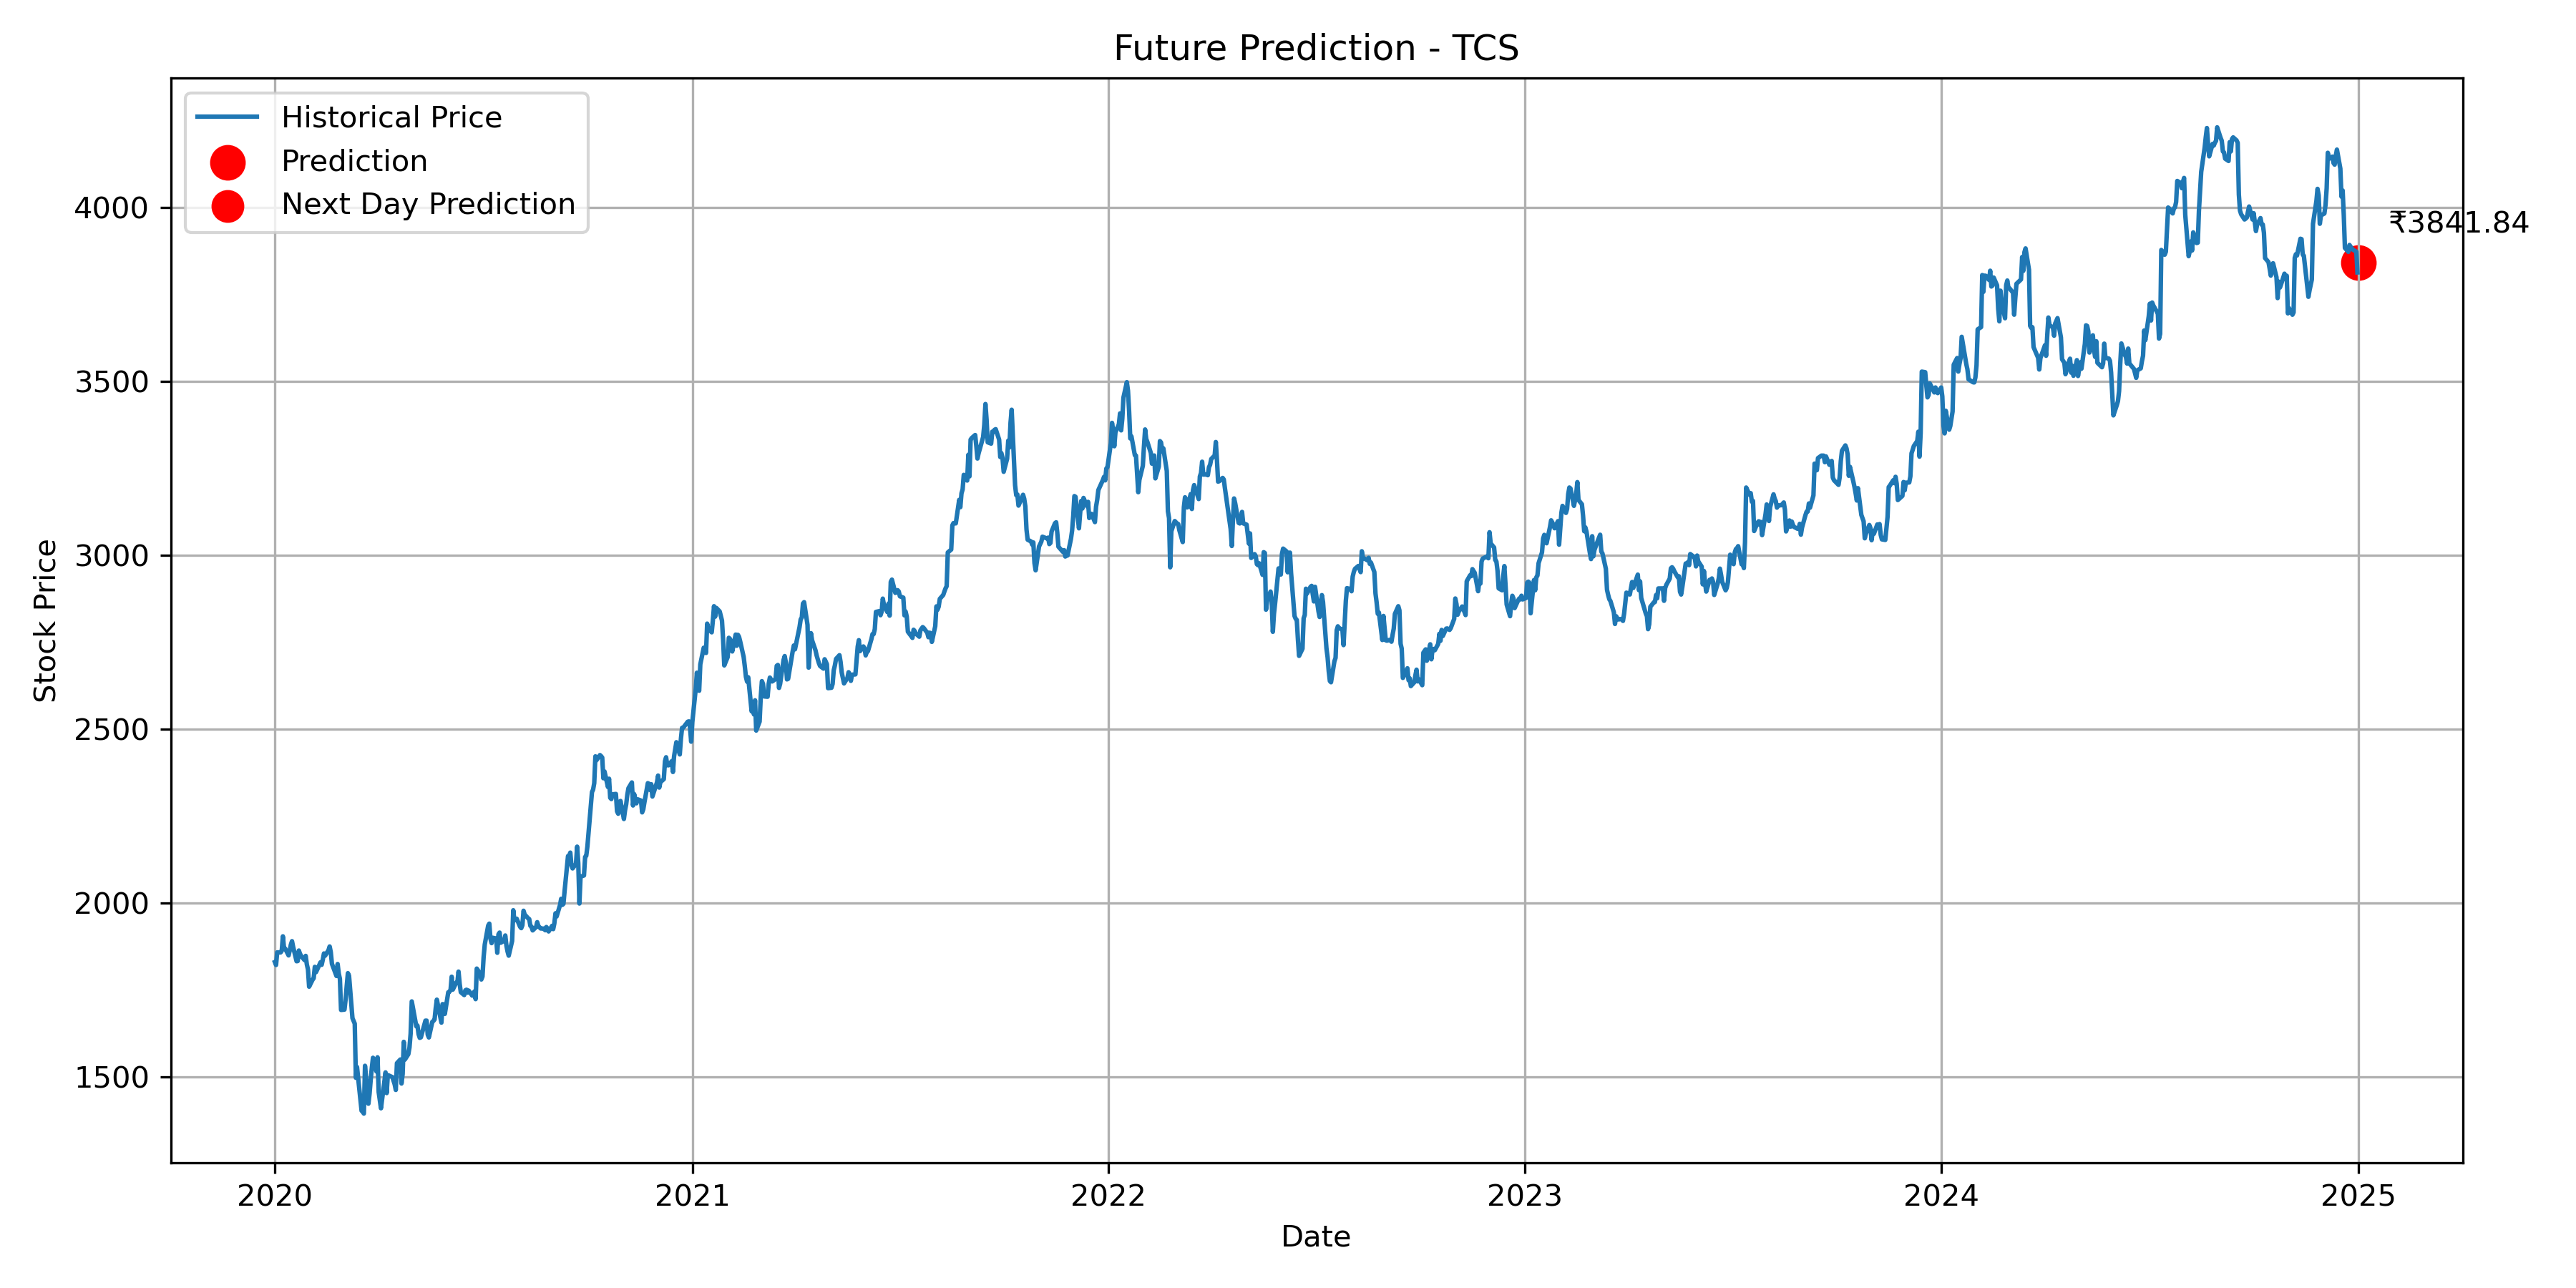 Future Prediction - TCS
Historical Price
Prediction
Next Day Prediction
₹3841.84
4000
3500
3000
2500
2000
1500
Stock Price
2020
2021
2022
2023
2024
2025
Date